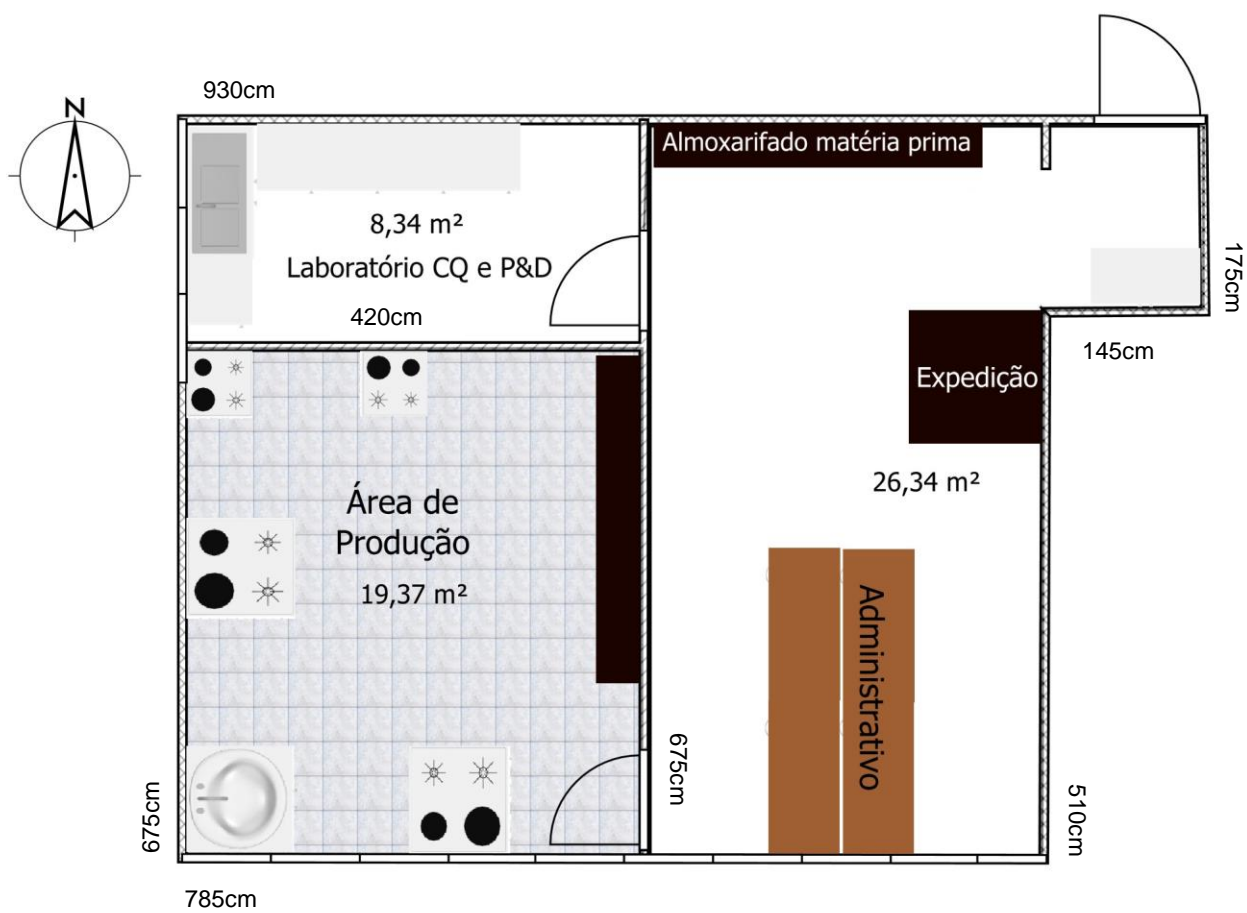 930cm
N
Almoxarifado matéria prima
8,34 m²
Laboratório CQ e P&D
420cm
175cm
145cm
Expedição
26,34 m²
Área de
Produção
19,37 m²
Administrativo
675cm
675cm
510cm
785cm